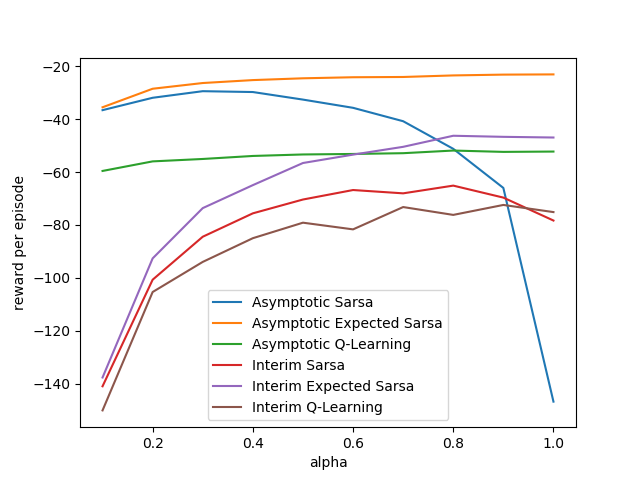 −20
−40
−60
−80
−100
−120
−140
reward per episode
Asymptotic Sarsa
Asymptotic Expected Sarsa
Asymptotic Q-Learning
Interim Sarsa
Interim Expected Sarsa
Interim Q-Learning
0.2 0.4 0.6 0.8 1.0
alpha